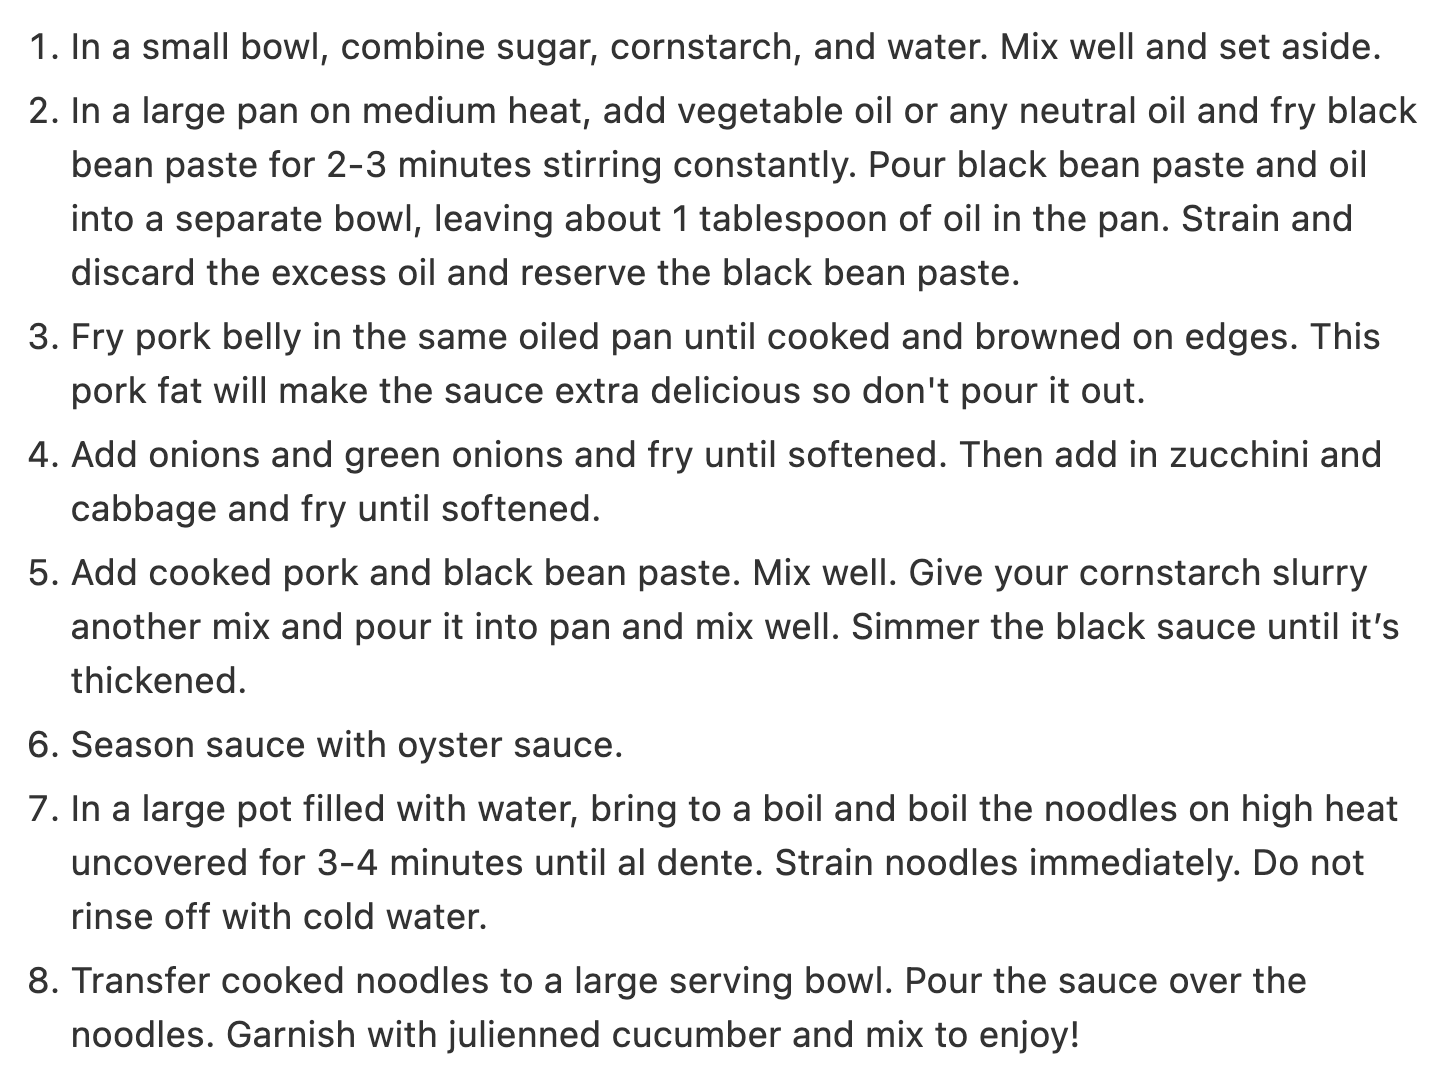 1. In a small bowl, combine sugar, cornstarch, and water. Mix well and set aside.
2. In a large pan on medium heat, add vegetable oil or any neutral oil and fry black
bean paste for 2-3 minutes stirring constantly. Pour black bean paste and oil
into a separate bowl, leaving about 1 tablespoon of oil in the pan. Strain and
discard the excess oil and reserve the black bean paste.
3. Fry pork belly in the same oiled pan until cooked and browned on edges. This
pork fat will make the sauce extra delicious so don't pour it out.
4. Add onions and green onions and fry until softened. Then add in zucchini and
cabbage and fry until softened.
5. Add cooked pork and black bean paste. Mix well. Give your cornstarch slurry
another mix and pour it into pan and mix well. Simmer the black sauce until it’s
thickened.
6. Season sauce with oyster sauce.
7. In a large pot filled with water, bring to a boil and boil the noodles on high heat
uncovered for 3-4 minutes until al dente. Strain noodles immediately. Do not
rinse off with cold water.
8. Transfer cooked noodles to a large serving bowl. Pour the sauce over the
noodles. Garnish with julienned cucumber and mix to enjoy!